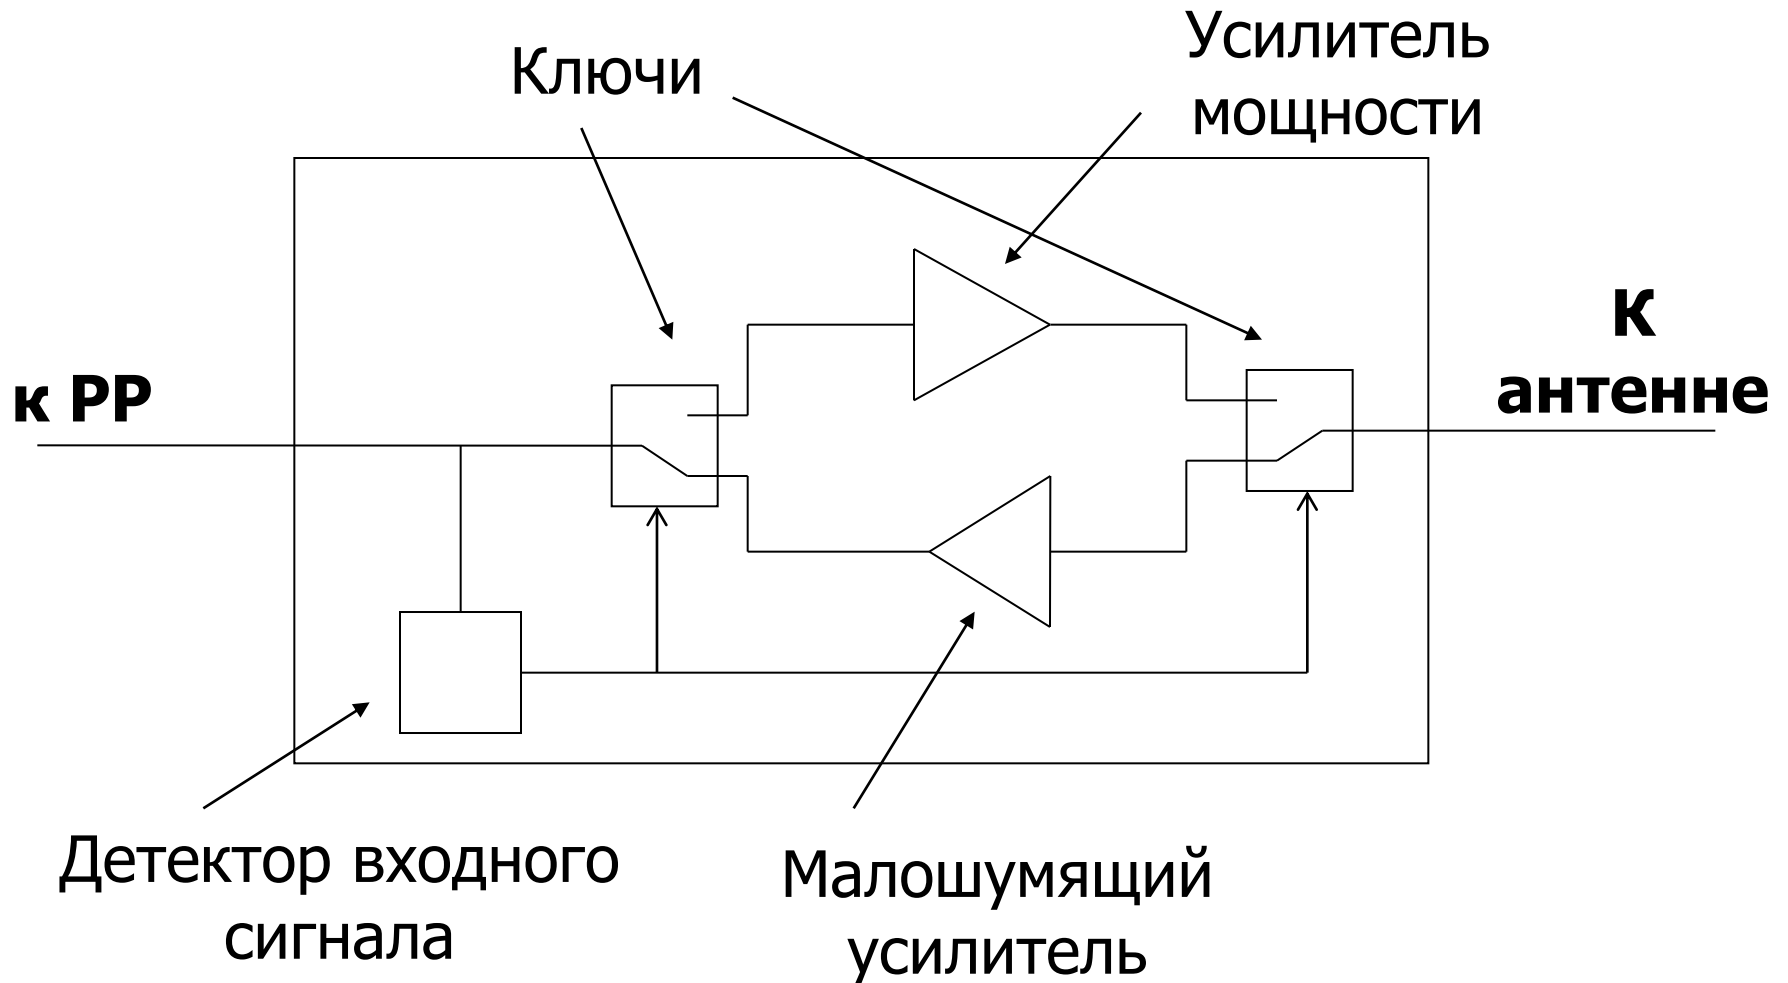 Ключи
Усилитель
мощности
к РР
К
антенне
Детектор входного
сигнала
Малошумящий
усилитель